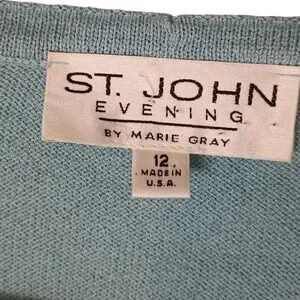 ST. JOHN
EVENING
BY MARIE GRAY
12
MADE IN
U.S.A.